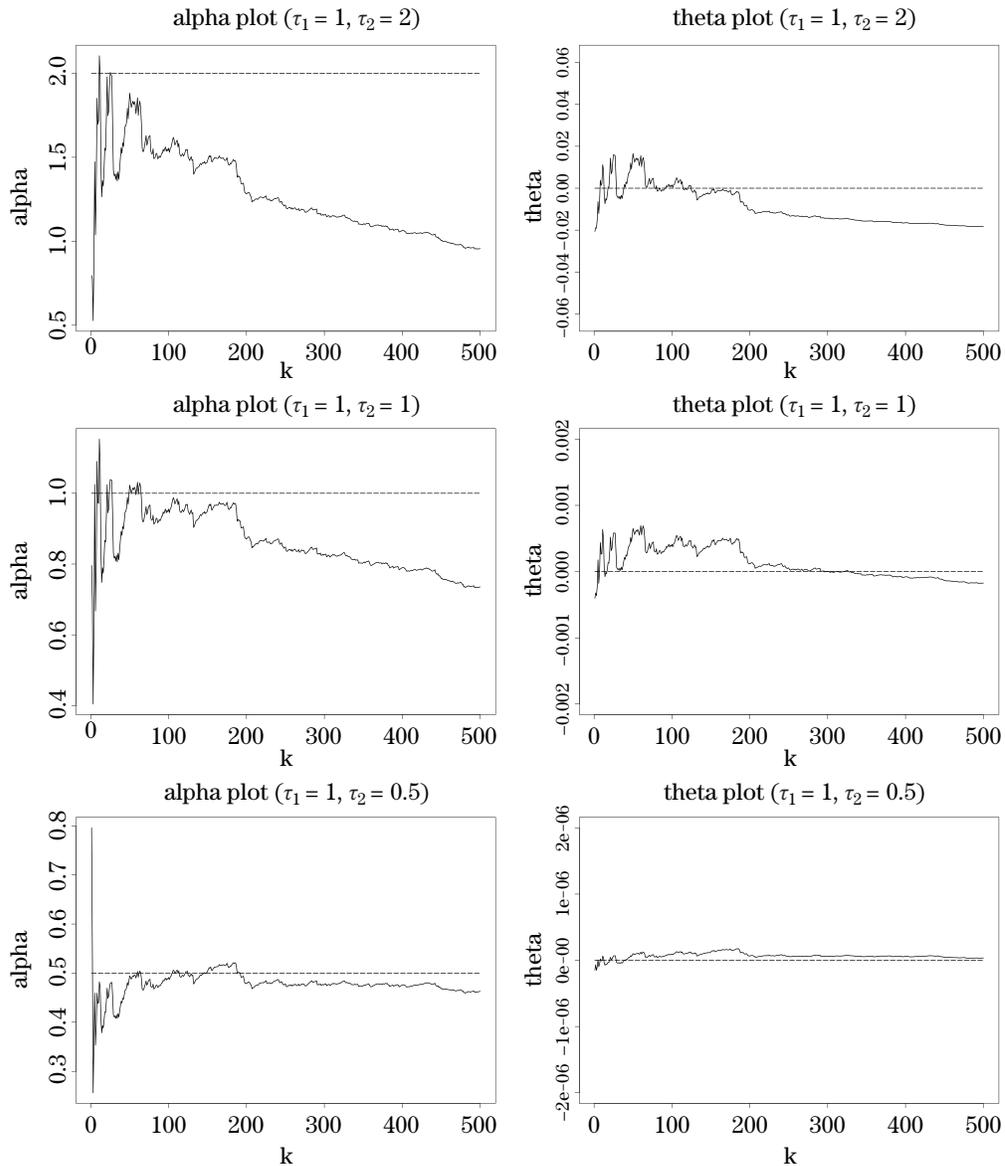 alpha plot (τ1 = 1, τ2 = 2)
alpha
2.0
1.5
1.0
0.5
0 100 200 300 400 500
k
theta plot (τ1 = 1, τ2 = 2)
theta
0.06
0.04
0.02
0.00
−0.02
−0.04
−0.06
0 100 200 300 400 500
k
alpha plot (τ1 = 1, τ2 = 1)
alpha
1.0
0.8
0.6
0.4
0 100 200 300 400 500
k
theta plot (τ1 = 1, τ2 = 1)
theta
0.002
0.001
0.000
−0.001
−0.002
0 100 200 300 400 500
k
alpha plot (τ1 = 1, τ2 = 0.5)
alpha
0.8
0.7
0.6
0.5
0.4
0.3
0 100 200 300 400 500
k
theta plot (τ1 = 1, τ2 = 0.5)
theta
2e−06
1e−06
0e+00
−1e−06
−2e−06
0 100 200 300 400 500
k